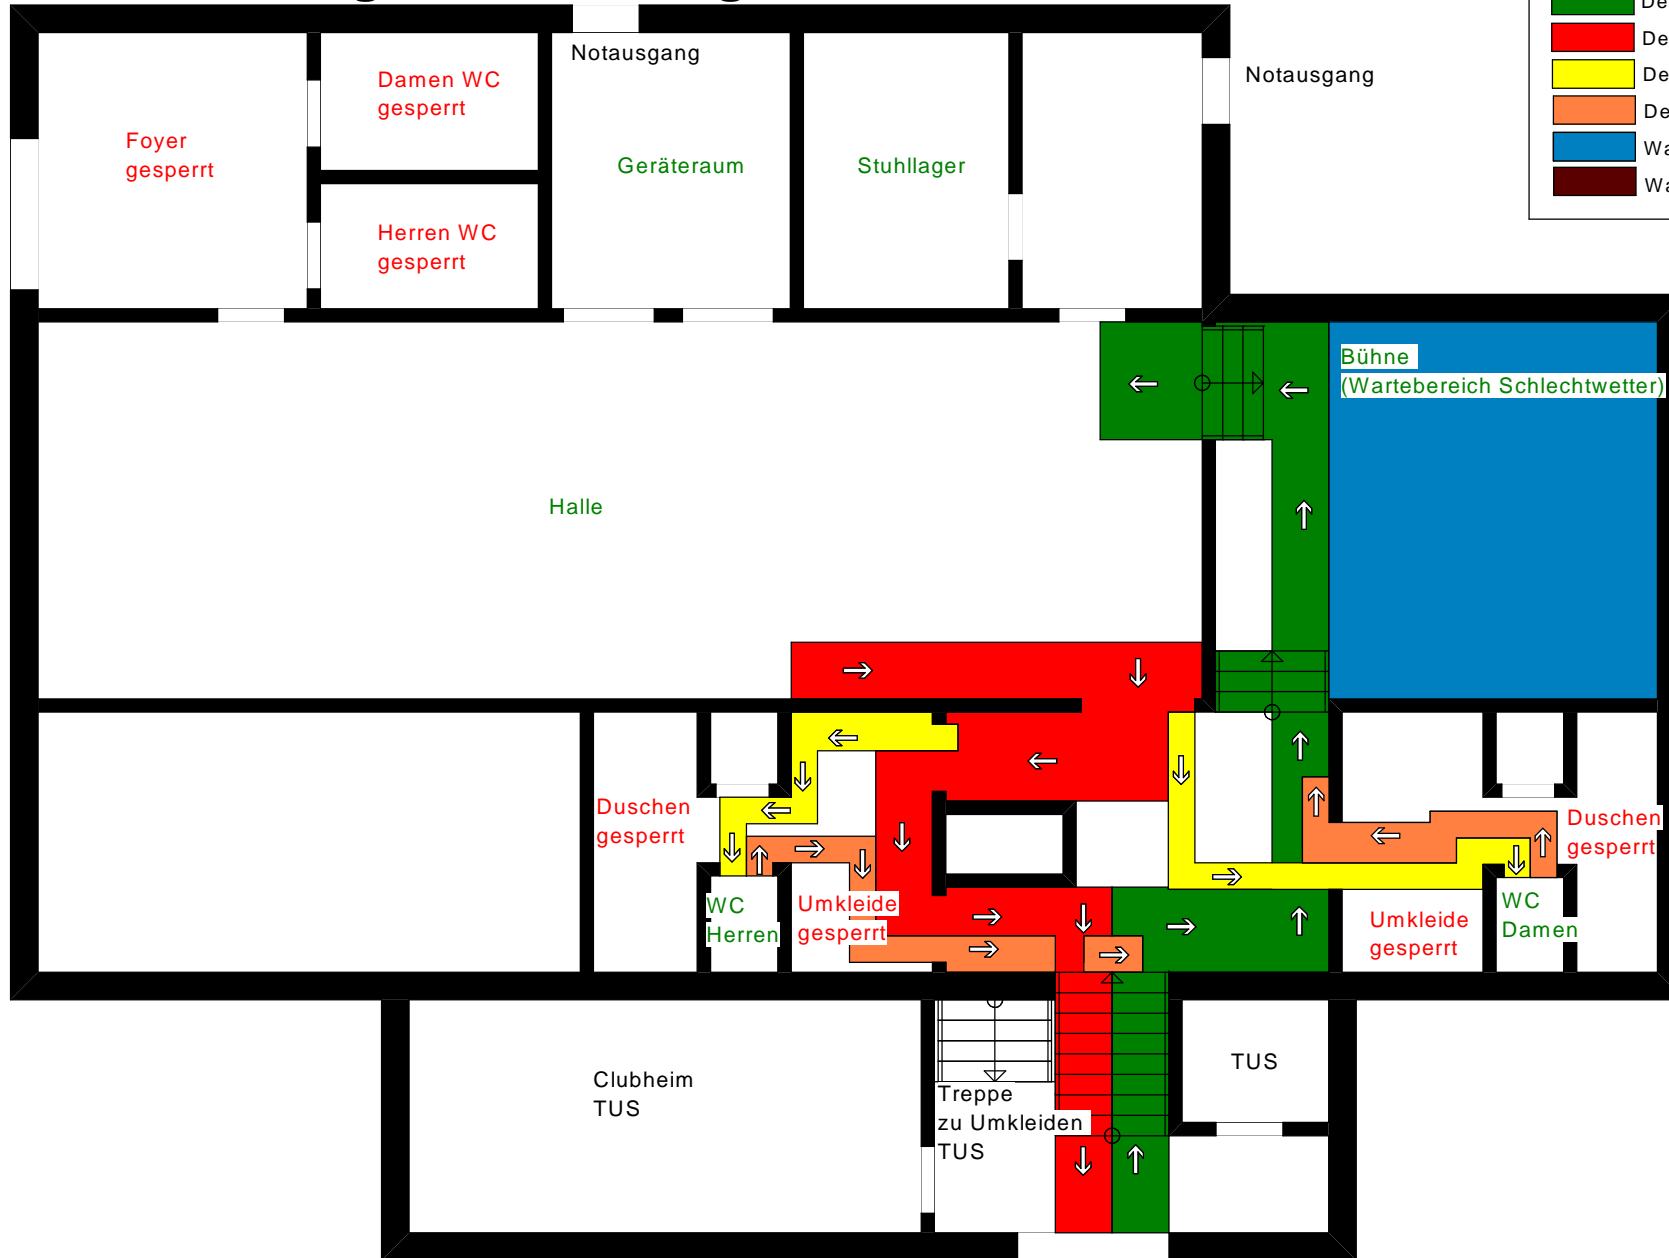 Notausgang
Notausgang
Damen WC
gesperrt
Foyer
gesperrt
Geräteraum
Stuhllager
Herren WC
gesperrt
Bühne
(Wartebereich Schlechtwetter)
Halle
Duschen
gesperrt
Duschen
gesperrt
WC
Herren
Umkleide
gesperrt
Umkleide
gesperrt
WC
Damen
Clubheim
TUS
Treppe
zu Umkleiden
TUS
TUS